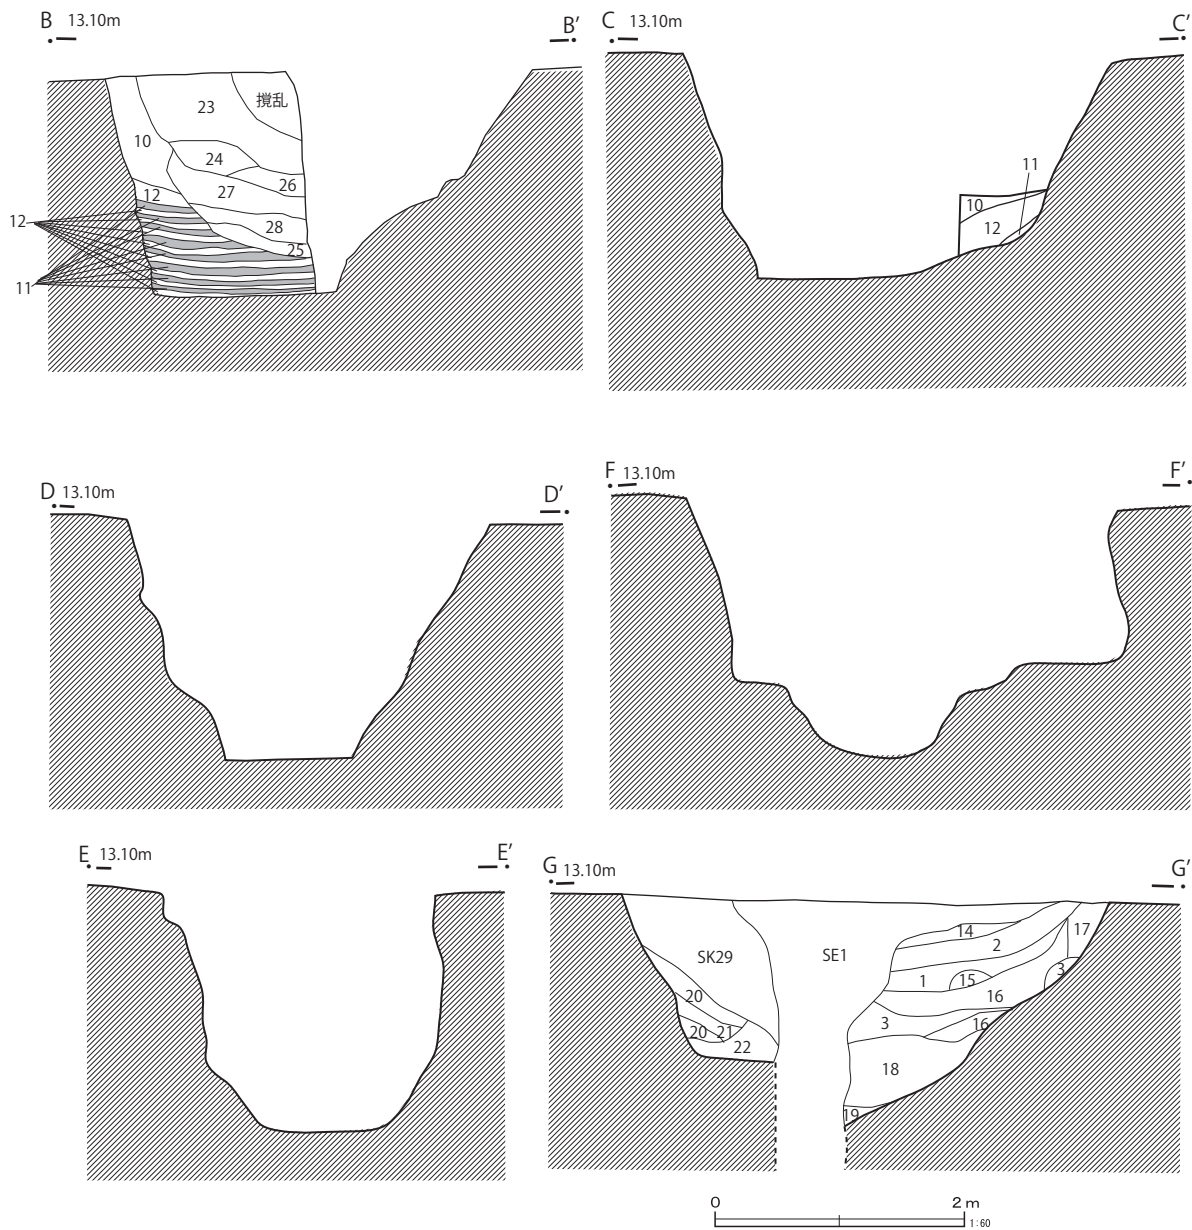 B 13.10m B′
撹乱
23
10
24
12
27
26
28
25
12
11
C 13.10m C′
11
10
12
D 13.10m D′
F 13.10m F′
E 13.10m E′
G 13.10m G′
SK29
SE1
14
2
17
1
15
3
16
20
3
16
20
21
22
18
19
0 2 m
1:60